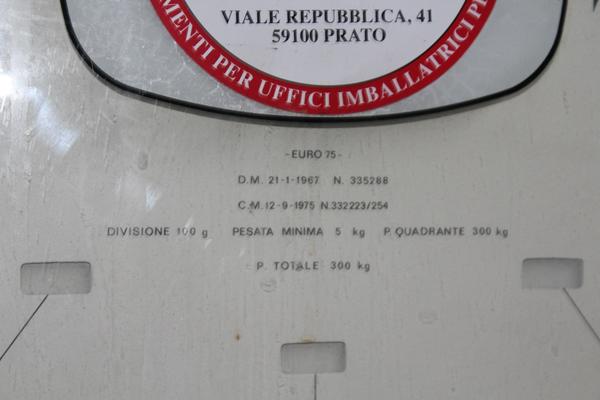 VIALE REPUBBLICA, 41
59100 PRATO
MENTI PER UFFICI IMBALLATRICI
-EURO 75-
D.M. 21-1-1967 N. 335288
C.M. 12-9-1975 N.332223/254
DIVISIONE 100 g PESATA MINIMA 5 kg P. QUADRANTE 300 kg
P. TOTALE 300 kg